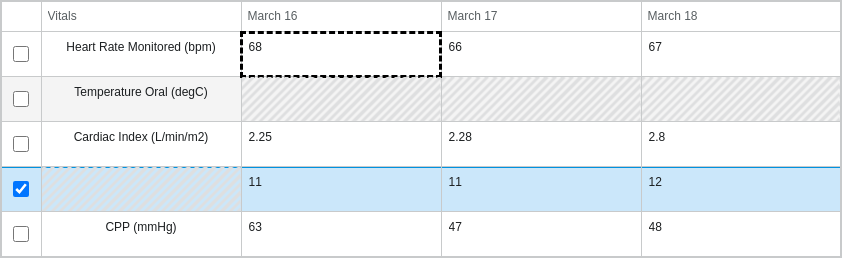 Vitals March 16 March 17 March 18
Heart Rate Monitored (bpm) 68 66 67
Temperature Oral (degC)
Cardiac Index (L/min/m2) 2.25 2.28 2.8
11 11 12
CPP (mmHg) 63 47 48